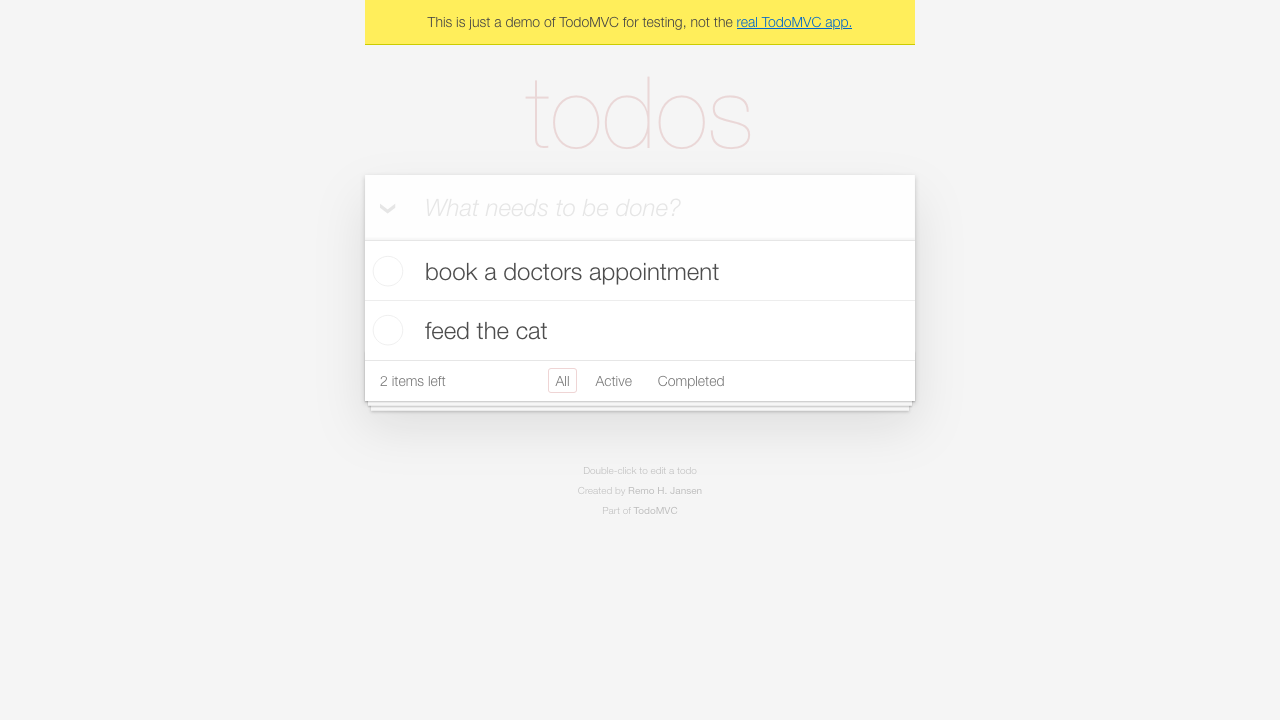 This is just a demo of TodoMVC for testing, not the real TodoMVC app.
todos
What needs to be done?
book a doctors appointment
feed the cat
2 items left All Active Completed
Double-click to edit a todo
Created by Remo H. Jansen
Part of TodoMVC